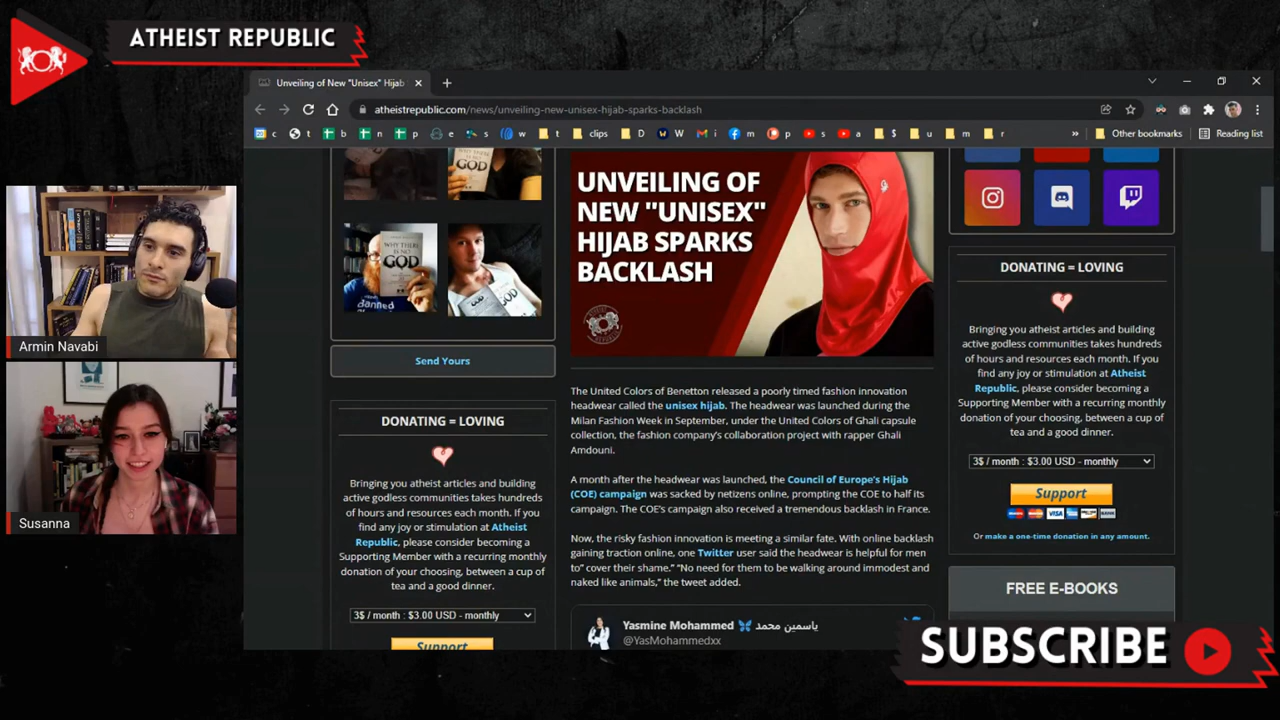 ATHEIST REPUBLIC
Unveiling of New "Unisex" Hijab
atheistrepublic.com/news/unveiling-new-unisex-hijab-sparks-backlash
c t b n p e s w t clips D W i m p s a $ u m r
» Other bookmarks Reading list
WHY THERE IS NO
GOD
Send Yours
DONATING = LOVING
Bringing you atheist articles and building
active godless communities takes hundreds
of hours and resources each month. If you
find any joy or stimulation at Atheist
Republic, please consider becoming a
Supporting Member with a recurring monthly
donation of your choosing, between a cup of
tea and a good dinner.
3$ / month : $3.00 USD - monthly
Support
UNVEILING OF
NEW "UNISEX"
HIJAB SPARKS
BACKLASH
The United Colors of Benetton released a poorly timed fashion innovation
headwear called the unisex hijab. The headwear was launched during the
Milan Fashion Week in September, under the United Colors of Ghali capsule
collection, the fashion company's collaboration project with rapper Ghali
Amdouni.
A month after the headwear was launched, the Council of Europe's Hijab
(COE) campaign was sacked by netizens online, prompting the COE to half its
campaign. The COE's campaign also received a tremendous backlash in France.
Now, the risky fashion innovation is meeting a similar fate. With online backlash
gaining traction online, one Twitter user said the headwear is helpful for men
to" cover their shame." "No need for them to be walking around immodest and
naked like animals," the tweet added.
Yasmine Mohammed 🦋 ياسمين محمد
@YasMohammedxx
DONATING = LOVING
Bringing you atheist articles and building
active godless communities takes hundreds
of hours and resources each month. If you
find any joy or stimulation at Atheist
Republic, please consider becoming a
Supporting Member with a recurring monthly
donation of your choosing, between a cup of
tea and a good dinner.
3$ / month : $3.00 USD - monthly
Support
VISA
BANK
Or make a one-time donation in any amount.
FREE E-BOOKS
Armin Navabi
Susanna
SUBSCRIBE